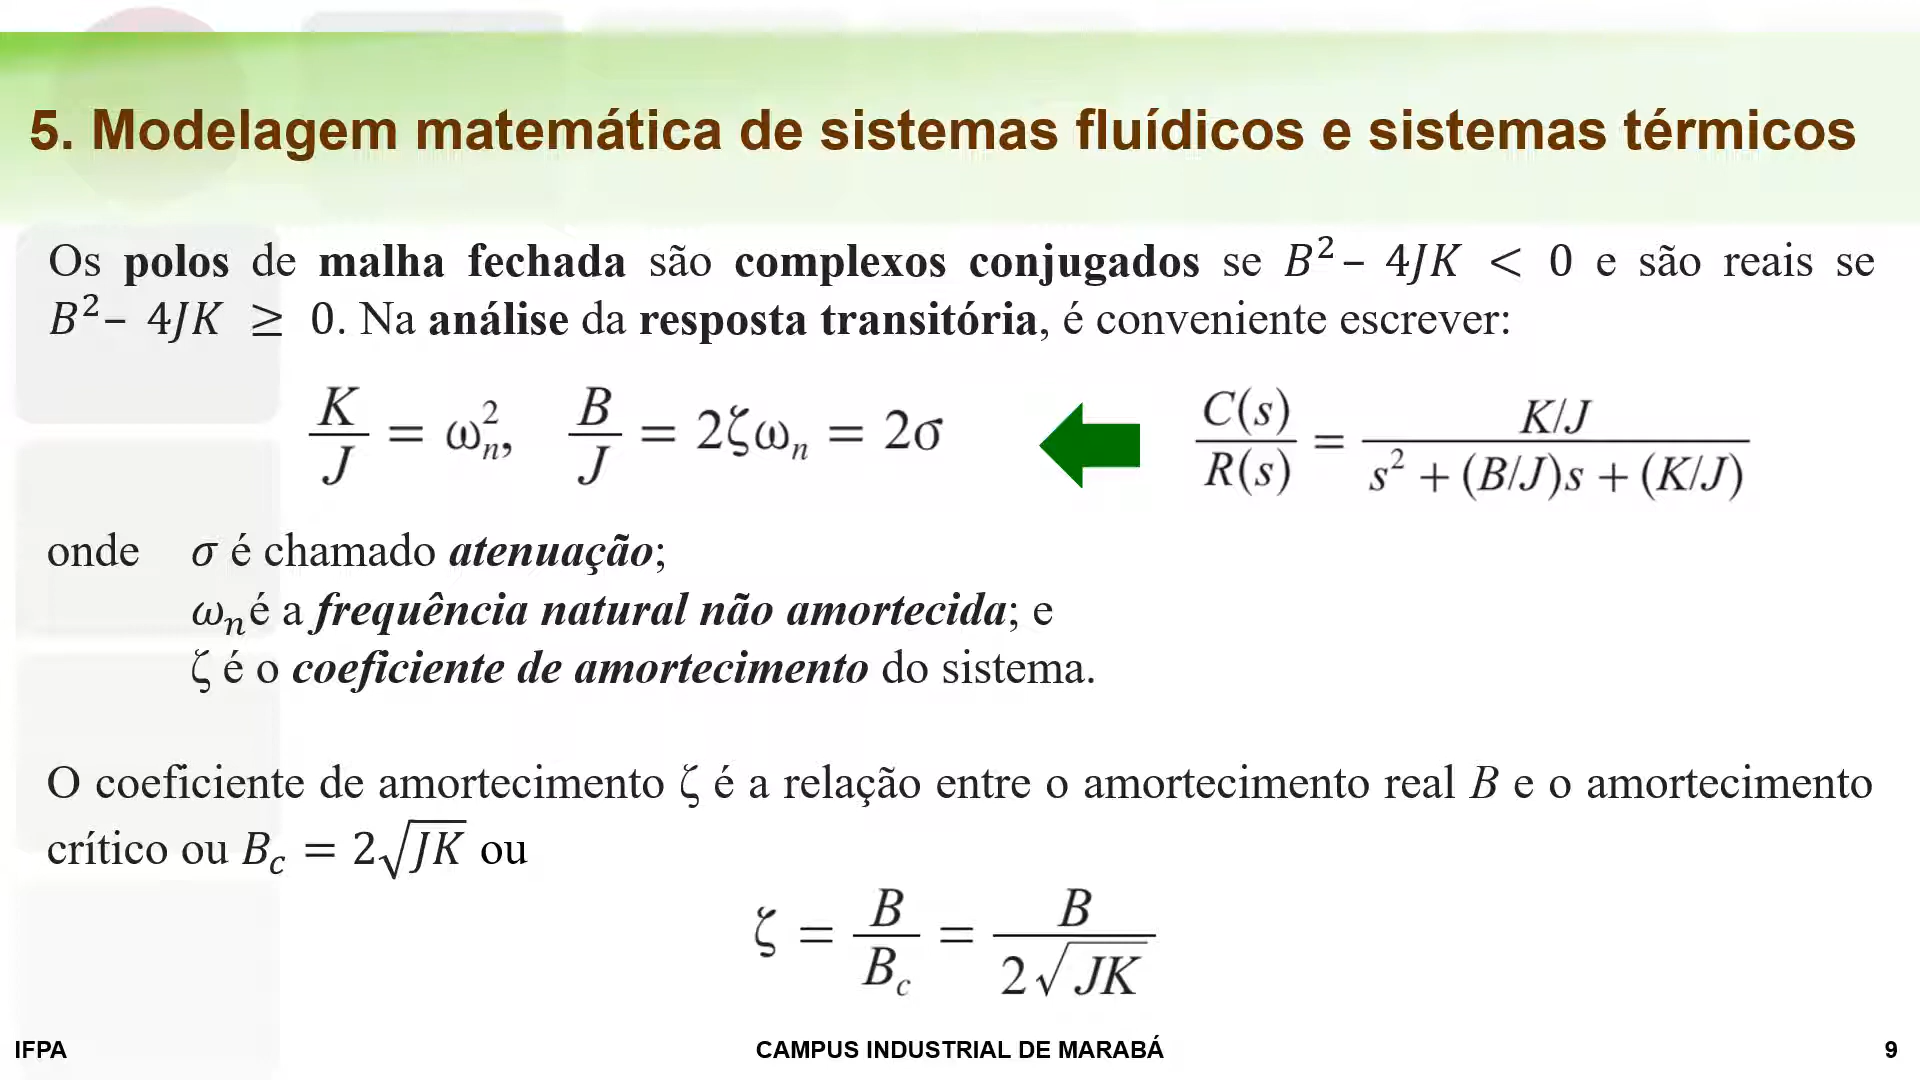 5. Modelagem matemática de sistemas fluídicos e sistemas térmicos
Os polos de malha fechada são complexos conjugados se B² – 4JK < 0 e são reais se
B² – 4JK ≥ 0. Na análise da resposta transitória, é conveniente escrever:
K/J = ωₙ², B/J = 2ζωₙ = 2σ C(s)/R(s) = (K/J)/(s² + (B/J)s + (K/J))
onde σ é chamado atenuação;
ωₙ é a frequência natural não amortecida; e
ζ é o coeficiente de amortecimento do sistema.
O coeficiente de amortecimento ζ é a relação entre o amortecimento real B e o amortecimento
crítico ou B_c = 2√JK ou
ζ = B/B_c = B/(2√JK)
IFPA CAMPUS INDUSTRIAL DE MARABÁ 9